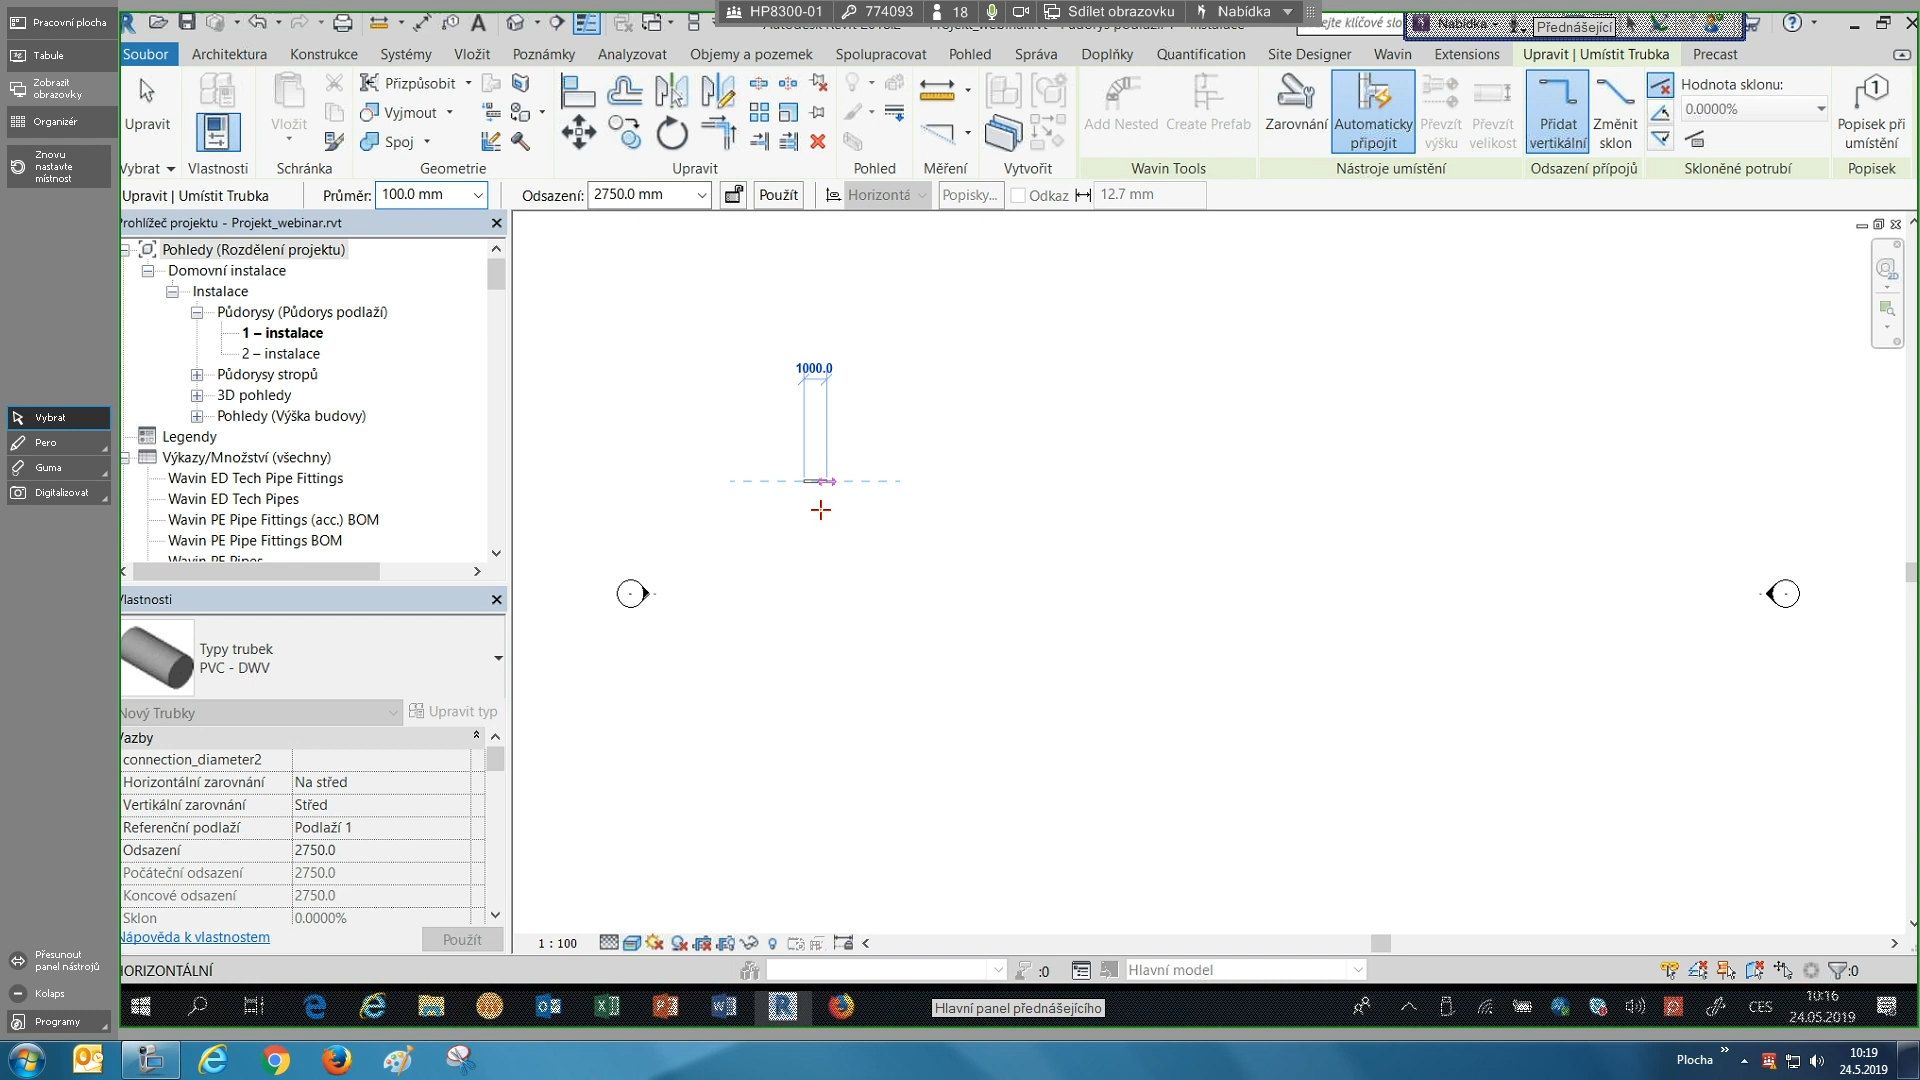 Pracovní plocha
Tabule
Zobrazit
obrazovky
Organizér
Znovu
nastavte
místnost
Vybrat
Pero
Guma
Digitalizovat
Přesunout
panel nástrojů
Kolaps
Programy
HP8300-01
774093
18
Sdílet obrazovku
Nabídka
Nabídka
Přednášející
Soubor
Architektura
Konstrukce
Systémy
Vložit
Poznámky
Analyzovat
Objemy a pozemek
Spolupracovat
Pohled
Správa
Doplňky
Quantification
Site Designer
Wavin
Extensions
Upravit | Umístit Trubka
Precast
Upravit
Vložit
Přizpůsobit
Vyjmout
Spoj
Add Nested
Create Prefab
Zarovnání
Automaticky
připojit
Převzít
výšku
Převzít
velikost
Přidat
vertikální
Změnit
sklon
Hodnota sklonu:
0.0000%
Popisek při
umístění
Vybrat
Vlastnosti
Schránka
Geometrie
Upravit
Pohled
Měření
Vytvořit
Wavin Tools
Nástroje umístění
Odsazení přípojů
Skloněné potrubí
Popisek
Upravit | Umístit Trubka
Průměr:
100.0 mm
Odsazení:
2750.0 mm
Použít
Horizontá
Popisky...
Odkaz
12.7 mm
rohlížeč projektu - Projekt_webinar.rvt
Pohledy (Rozdělení projektu)
Domovní instalace
Instalace
Půdorysy (Půdorys podlaží)
1 – instalace
2 – instalace
Půdorysy stropů
3D pohledy
Pohledy (Výška budovy)
Legendy
Výkazy/Množství (všechny)
Wavin ED Tech Pipe Fittings
Wavin ED Tech Pipes
Wavin PE Pipe Fittings (acc.) BOM
Wavin PE Pipe Fittings BOM
Wavin PE Pipes
lastnosti
Typy trubek
PVC - DWV
Nový Trubky
Upravit typ
azby
connection_diameter2
Horizontální zarovnání Na střed
Vertikální zarovnání Střed
Referenční podlaží Podlaží 1
Odsazení 2750.0
Počáteční odsazení 2750.0
Koncové odsazení 2750.0
Sklon 0.0000%
Nápověda k vlastnostem
Použít
1000.0
1 : 100
HORIZONTÁLNÍ
:0
Hlavní model
:0
Hlavní panel přednášejícího
CES
10:16
24.05.2019
Plocha
10:19
24.5.2019